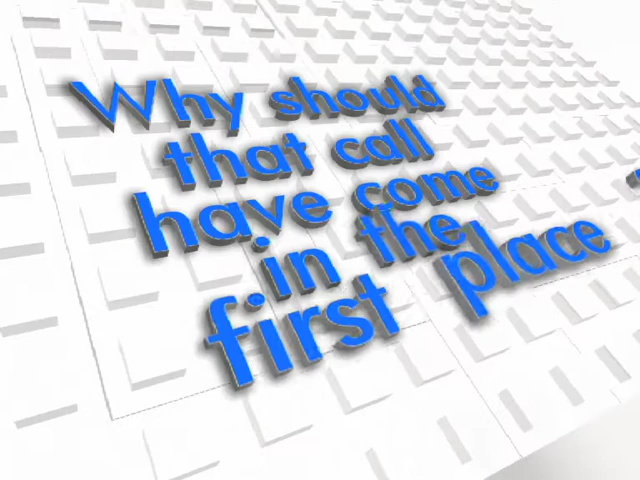 Why should
that call
have come
in the
first place